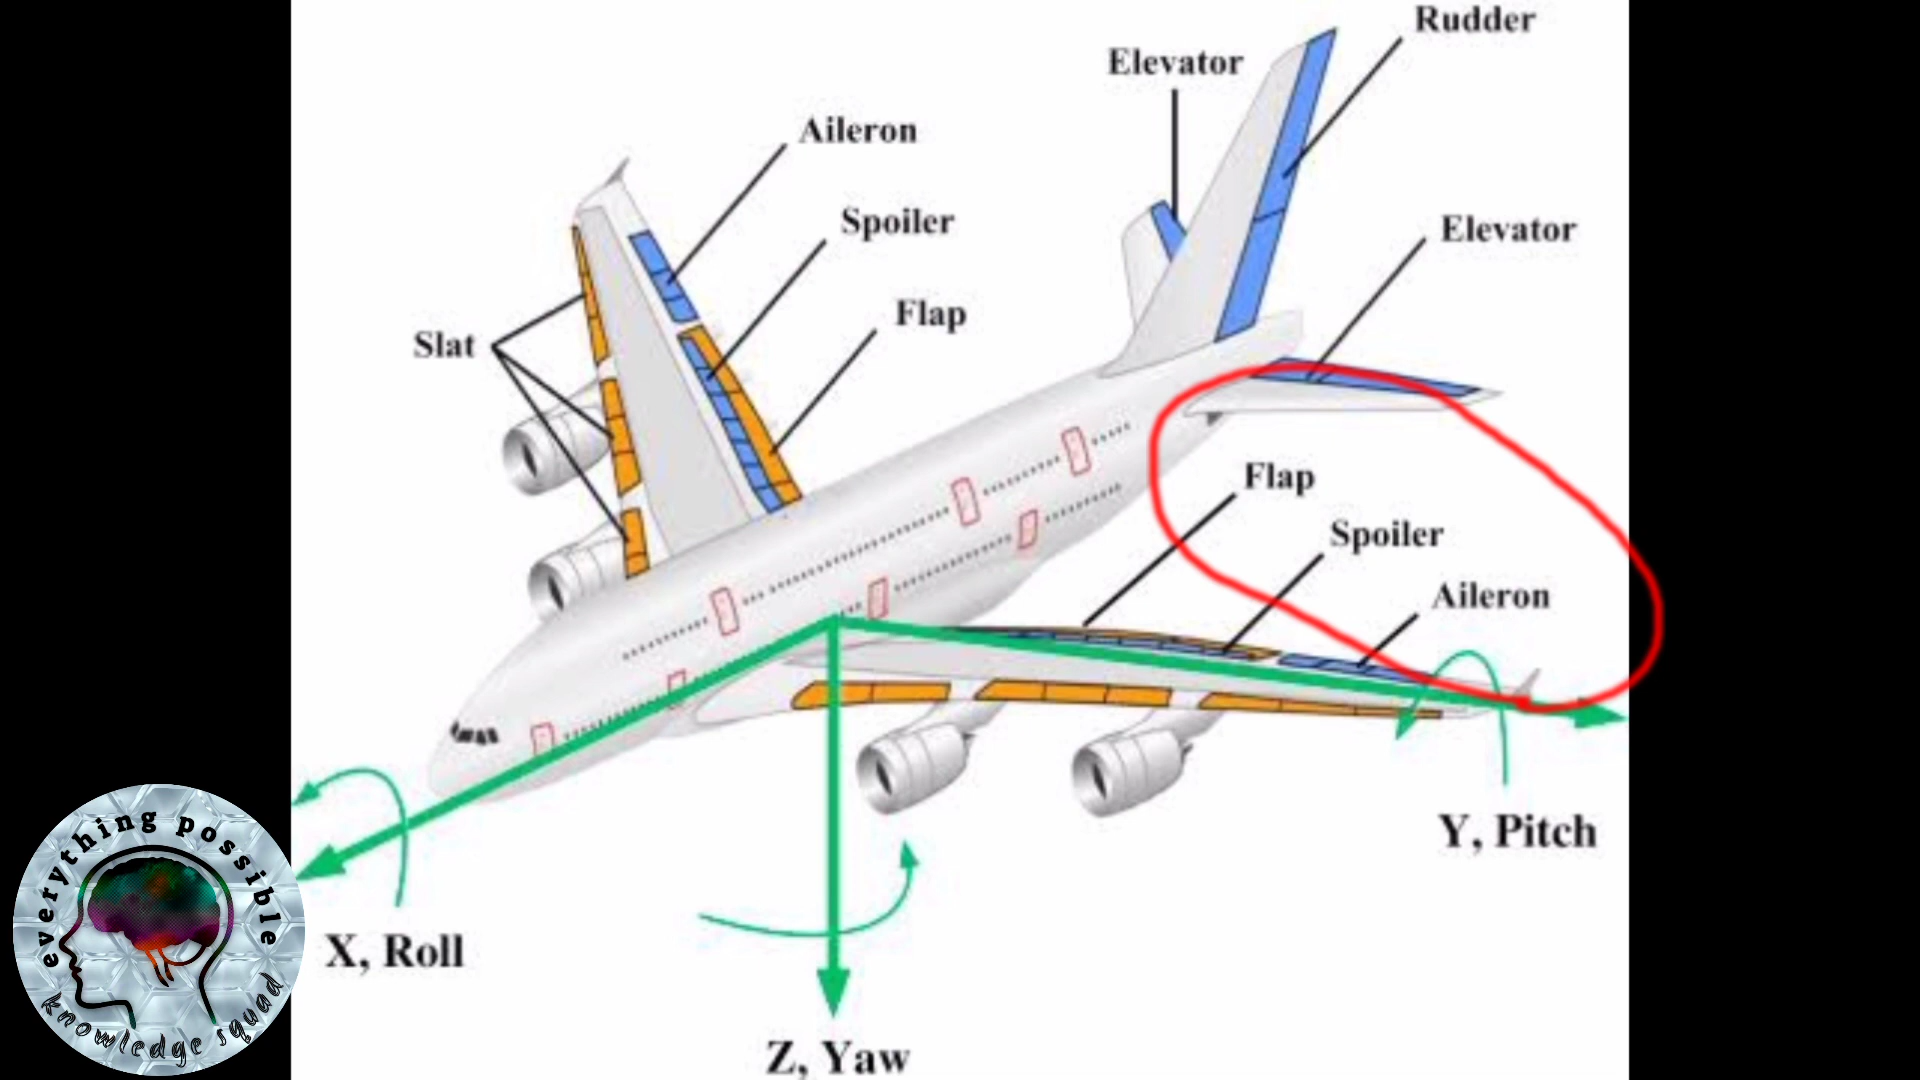 Rudder
Elevator
Aileron
Spoiler
Elevator
Flap
Slat
Flap
Spoiler
Aileron
Y, Pitch
X, Roll
Z, Yaw
everything possible
knowledge squad